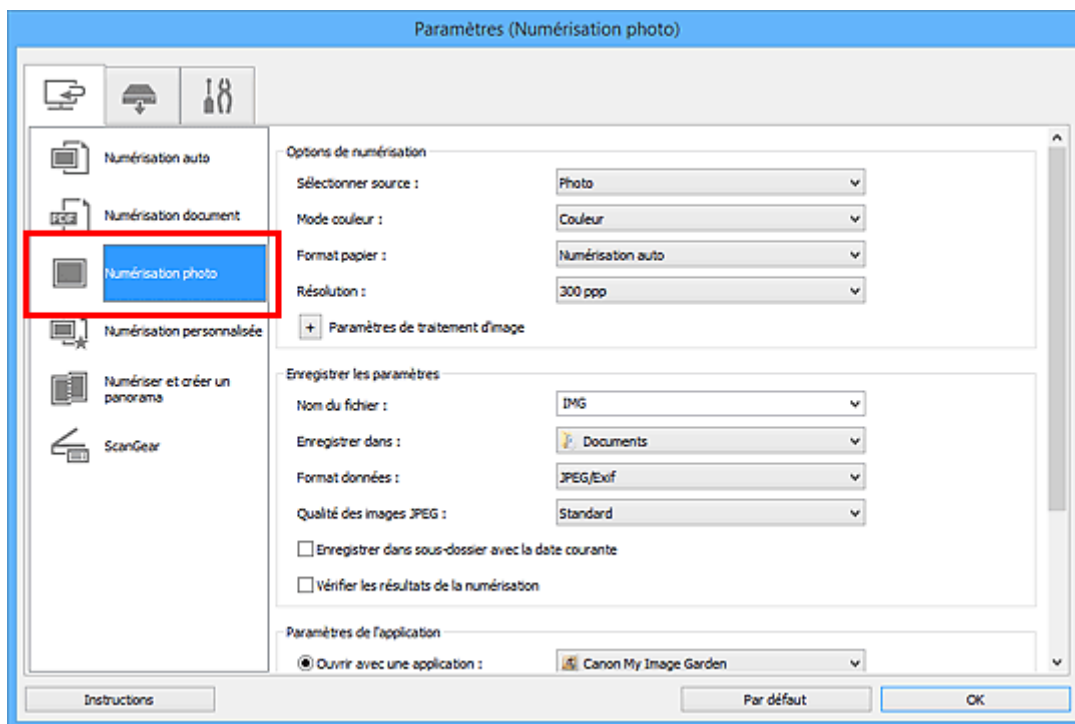 Paramètres (Numérisation photo)
Numérisation auto
PDF
Numérisation document
Numérisation photo
Numérisation personnalisée
Numériser et créer un
panorama
ScanGear
Options de numérisation
Sélectionner source : Photo
Mode couleur : Couleur
Format papier : Numérisation auto
Résolution : 300 ppp
+ Paramètres de traitement d'image
Enregistrer les paramètres
Nom du fichier : IMG
Enregistrer dans : Documents
Format données : JPEG/Exif
Qualité des images JPEG : Standard
Enregistrer dans sous-dossier avec la date courante
Vérifier les résultats de la numérisation
Paramètres de l'application
Ouvrir avec une application : Canon My Image Garden
Instructions
Par défaut
OK